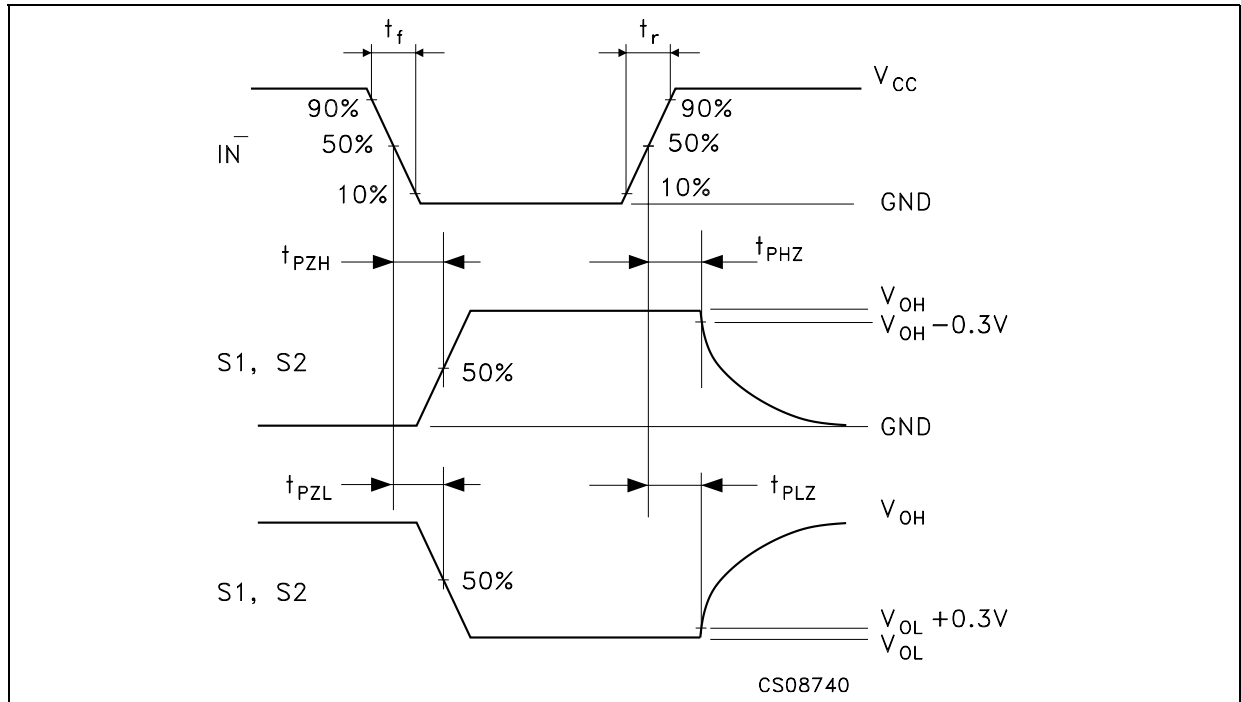 t_f t_r
V_CC
90% 90%
50% 50%
IN‾
10% 10%
GND
t_PZH t_PHZ
V_OH
V_OH −0.3V
S1, S2
50%
GND
t_PZL t_PLZ
V_OH
50%
S1, S2
V_OL +0.3V
V_OL
CS08740